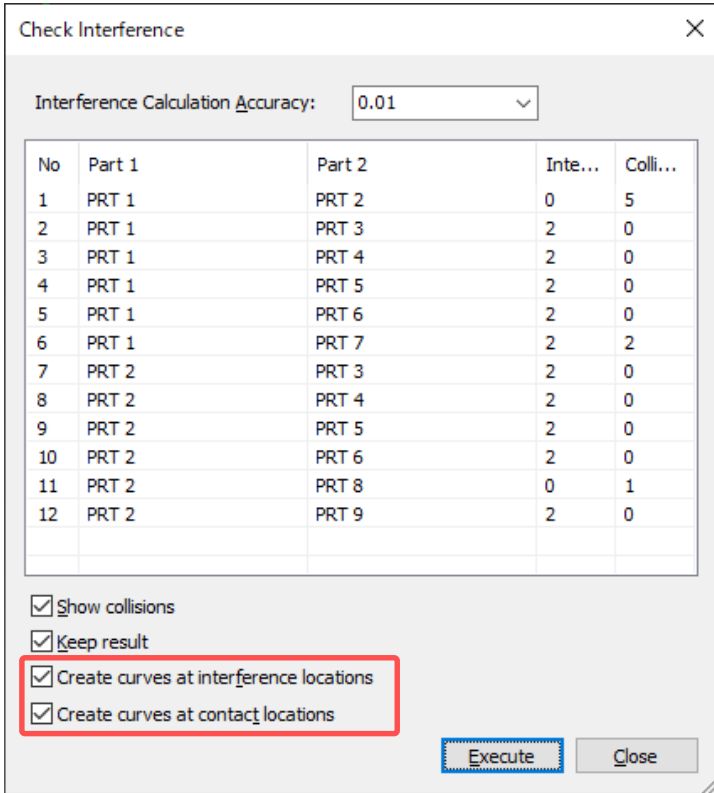 Check Interference
Interference Calculation Accuracy: 0.01
No Part 1 Part 2 Inte... Colli...
1 PRT 1 PRT 2 0 5
2 PRT 1 PRT 3 2 0
3 PRT 1 PRT 4 2 0
4 PRT 1 PRT 5 2 0
5 PRT 1 PRT 6 2 0
6 PRT 1 PRT 7 2 2
7 PRT 2 PRT 3 2 0
8 PRT 2 PRT 4 2 0
9 PRT 2 PRT 5 2 0
10 PRT 2 PRT 6 2 0
11 PRT 2 PRT 8 0 1
12 PRT 2 PRT 9 2 0
Show collisions
Keep result
Create curves at interference locations
Create curves at contact locations
Execute Close